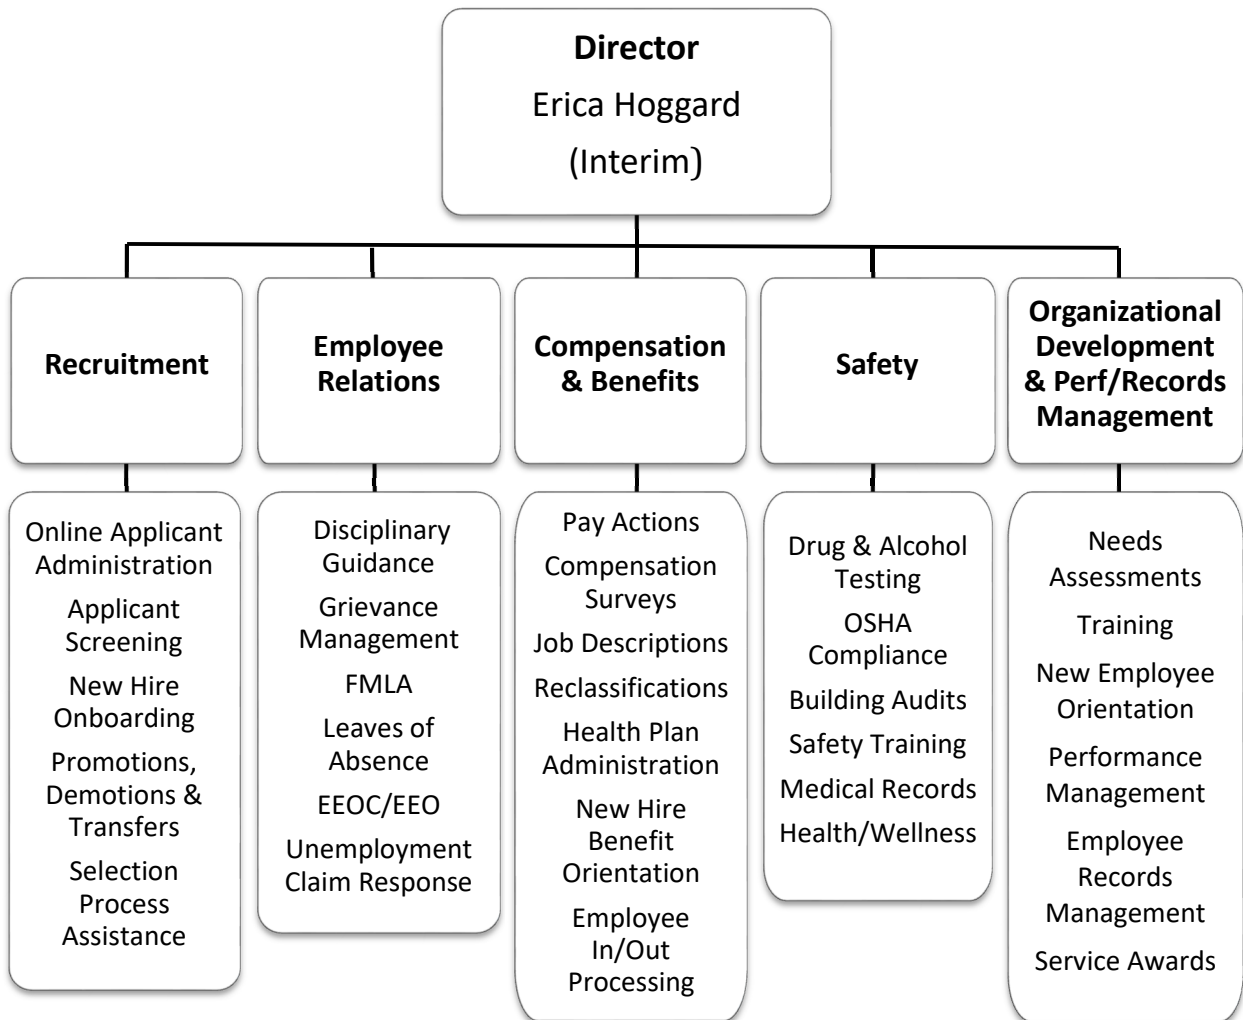 Director
Erica Hoggard
(Interim)
Recruitment
Employee
Relations
Compensation
& Benefits
Safety
Organizational
Development
& Perf/Records
Management
Online Applicant
Administration
Applicant
Screening
New Hire
Onboarding
Promotions,
Demotions &
Transfers
Selection
Process
Assistance
Disciplinary
Guidance
Grievance
Management
FMLA
Leaves of
Absence
EEOC/EEO
Unemployment
Claim Response
Pay Actions
Compensation
Surveys
Job Descriptions
Reclassifications
Health Plan
Administration
New Hire
Benefit
Orientation
Employee
In/Out
Processing
Drug & Alcohol
Testing
OSHA
Compliance
Building Audits
Safety Training
Medical Records
Health/Wellness
Needs
Assessments
Training
New Employee
Orientation
Performance
Management
Employee
Records
Management
Service Awards